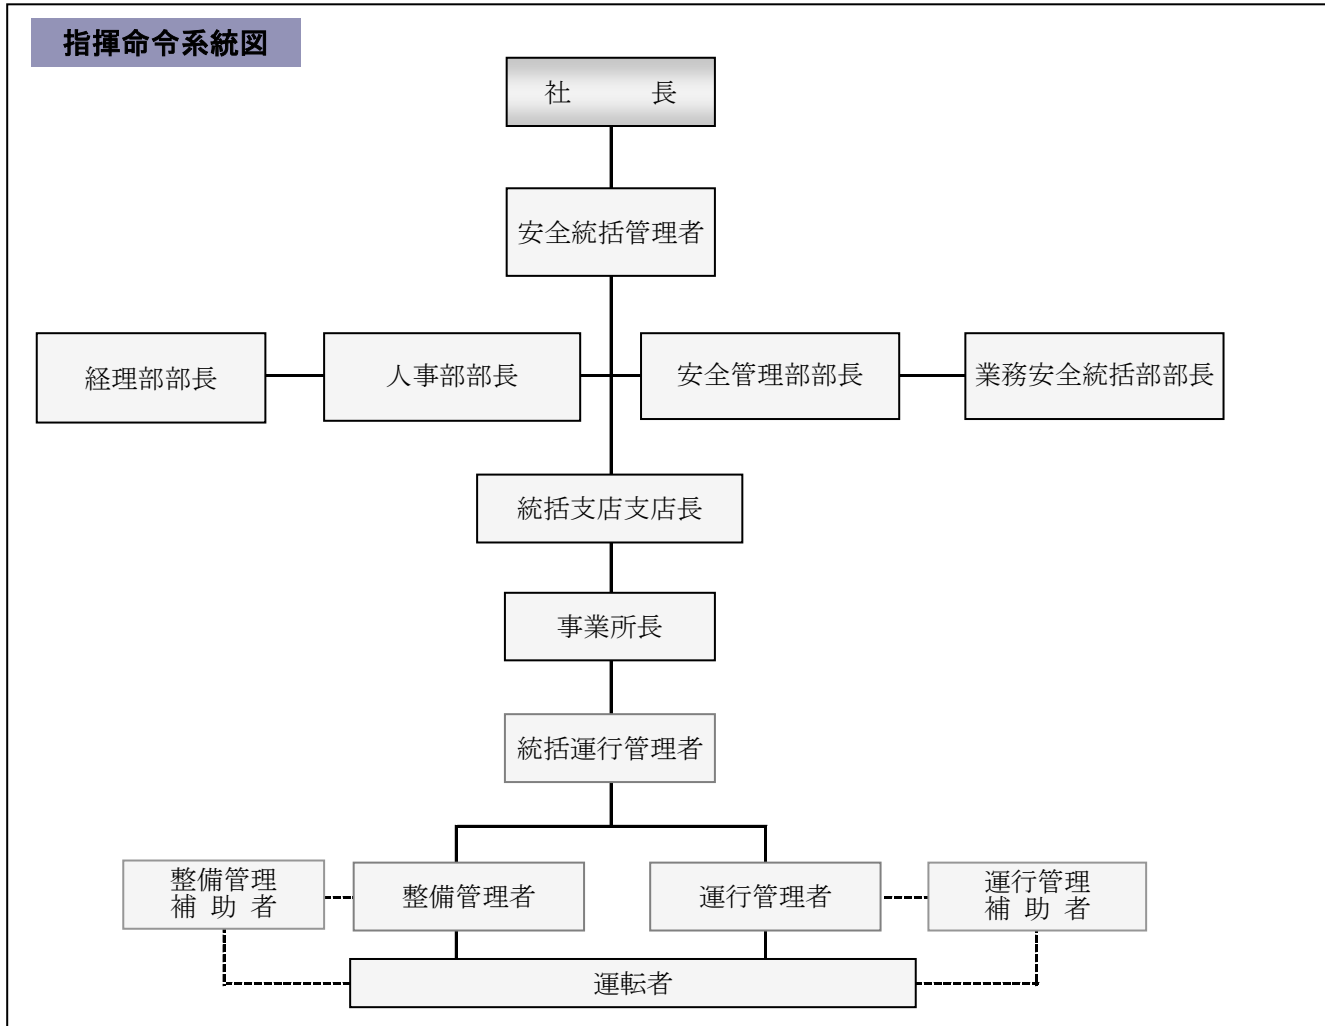 指揮命令系統図
社　　　長
安全統括管理者
経理部部長
人事部部長
安全管理部部長
業務安全統括部部長
統括支店支店長
事業所長
統括運行管理者
整備管理
補 助 者
整備管理者
運行管理者
運行管理
補 助 者
運転者